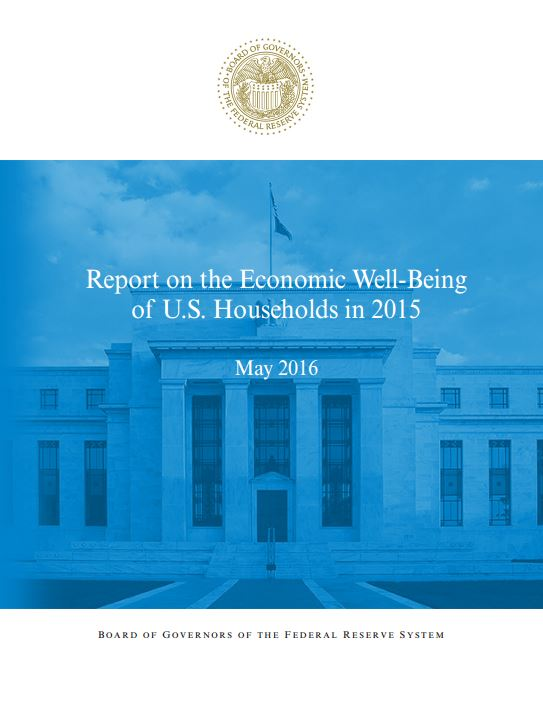 BOARD OF GOVERNORS
OF THE FEDERAL RESERVE SYSTEM
Report on the Economic Well-Being
of U.S. Households in 2015
May 2016
BOARD OF GOVERNORS OF THE FEDERAL RESERVE SYSTEM